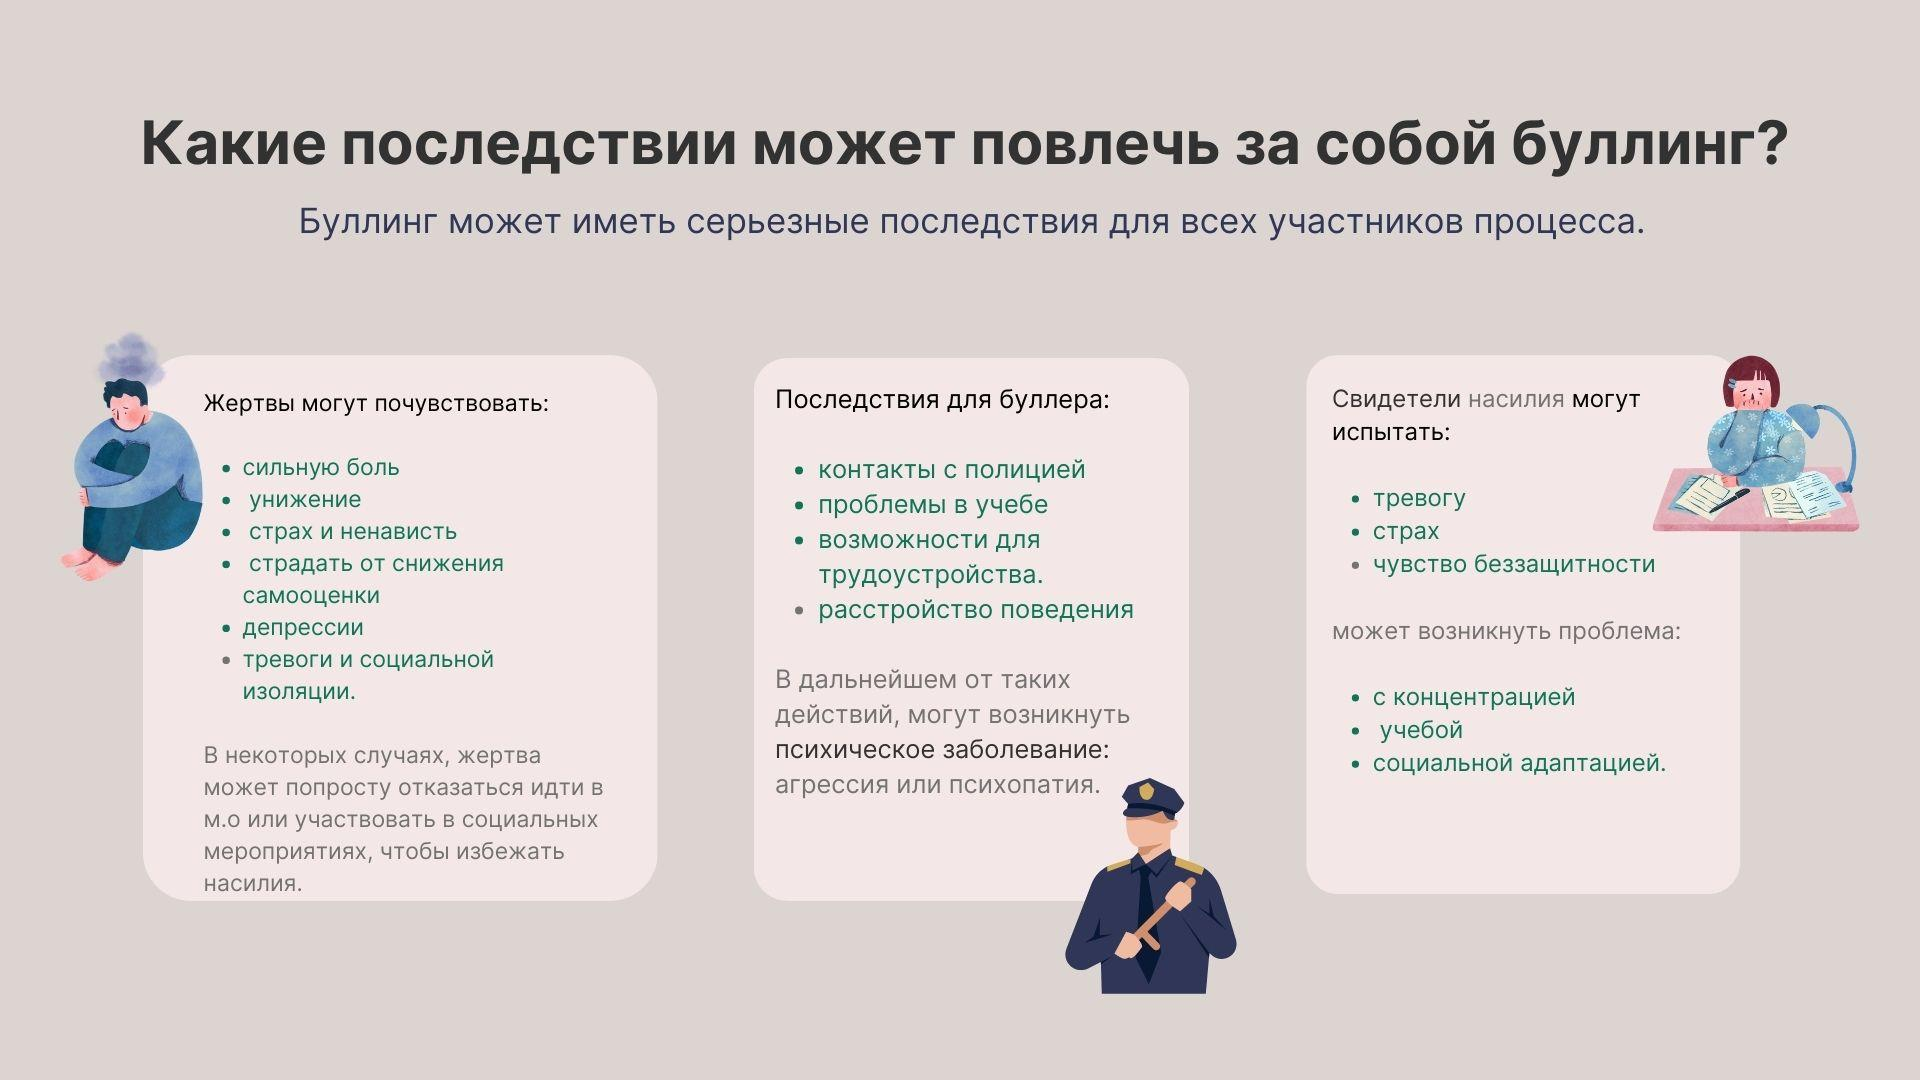 Какие последствии может повлечь за собой буллинг?
Буллинг может иметь серьезные последствия для всех участников процесса.
Жертвы могут почувствовать:
• сильную боль
• унижение
• страх и ненависть
• страдать от снижения
самооценки
• депрессии
• тревоги и социальной
изоляции.
В некоторых случаях, жертва
может попросту отказаться идти в
м.о или участвовать в социальных
мероприятиях, чтобы избежать
насилия.
Последствия для буллера:
• контакты с полицией
• проблемы в учебе
• возможности для
трудоустройства.
• расстройство поведения
В дальнейшем от таких
действий, могут возникнуть
психическое заболевание:
агрессия или психопатия.
Свидетели насилия могут
испытать:
• тревогу
• страх
• чувство беззащитности
может возникнуть проблема:
• с концентрацией
• учебой
• социальной адаптацией.